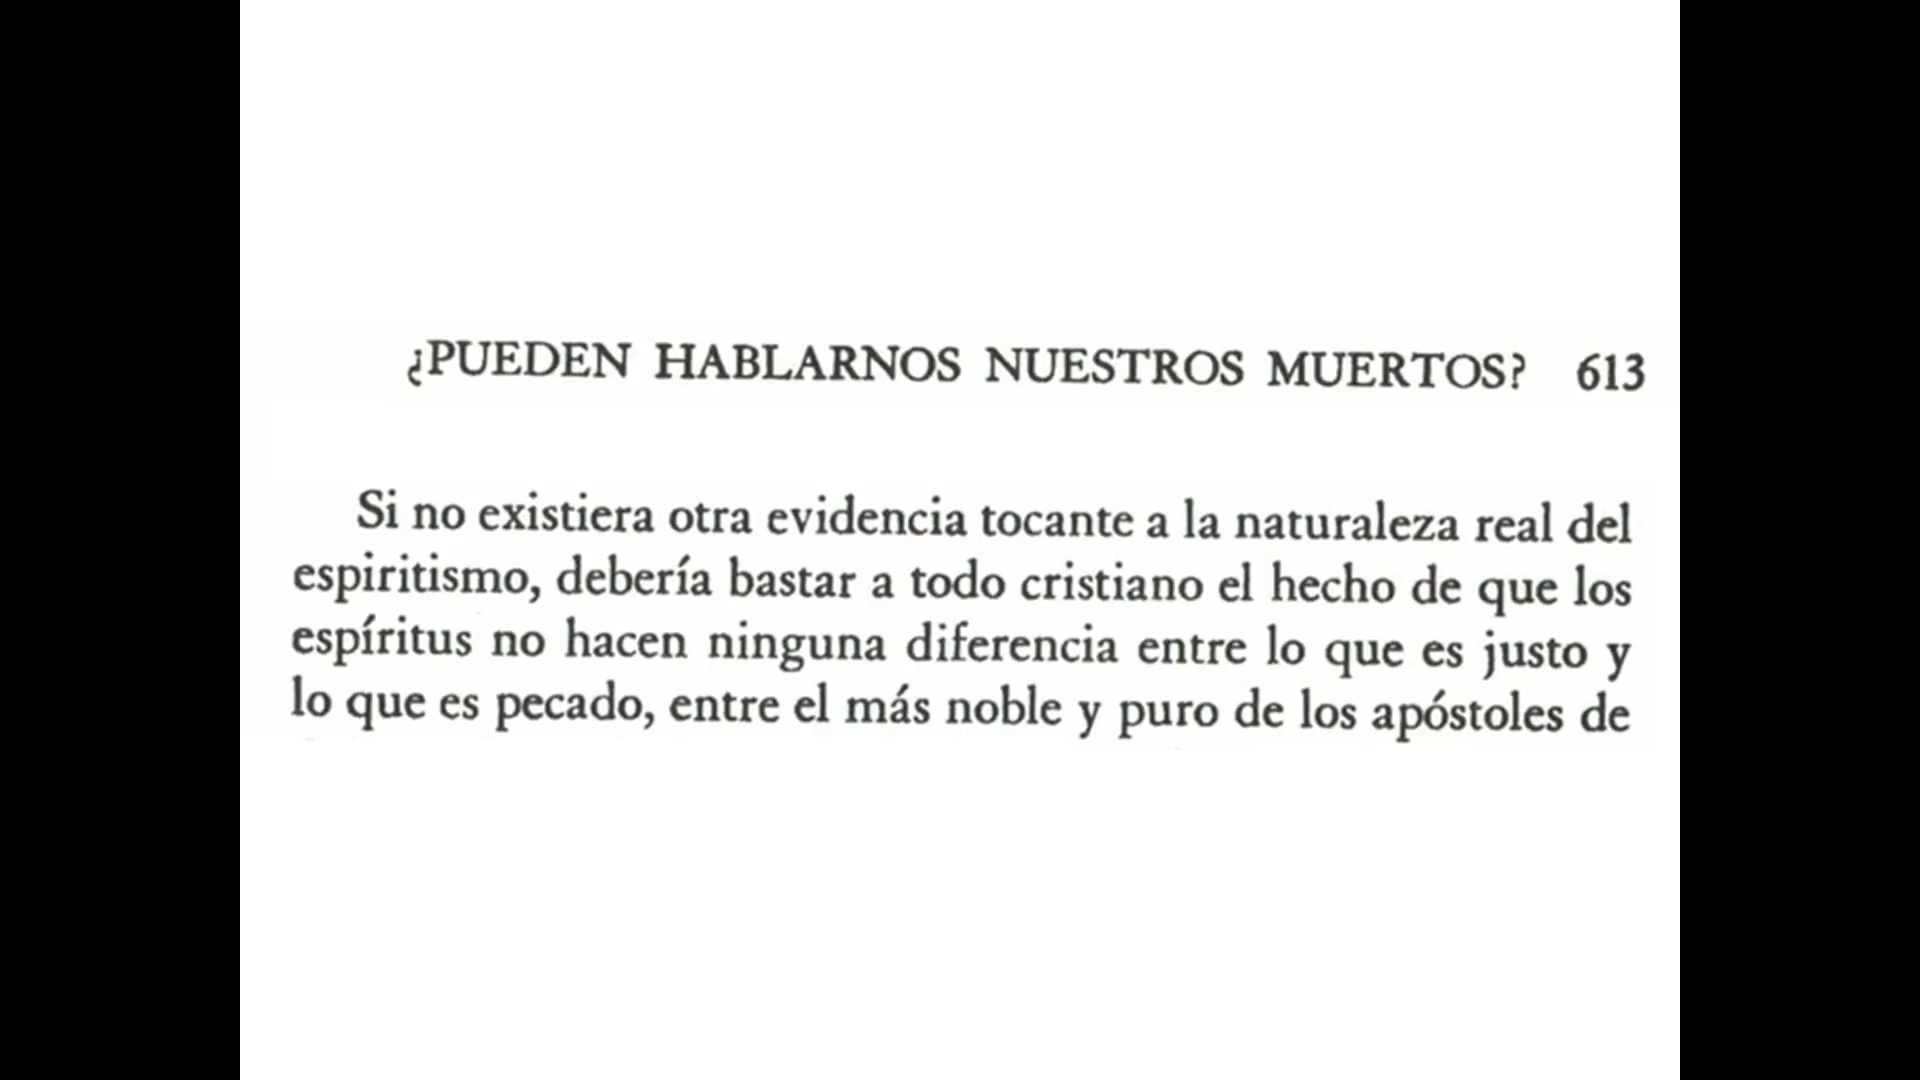 ¿PUEDEN HABLARNOS NUESTROS MUERTOS? 613
Si no existiera otra evidencia tocante a la naturaleza real del
espiritismo, debería bastar a todo cristiano el hecho de que los
espíritus no hacen ninguna diferencia entre lo que es justo y
lo que es pecado, entre el más noble y puro de los apóstoles de